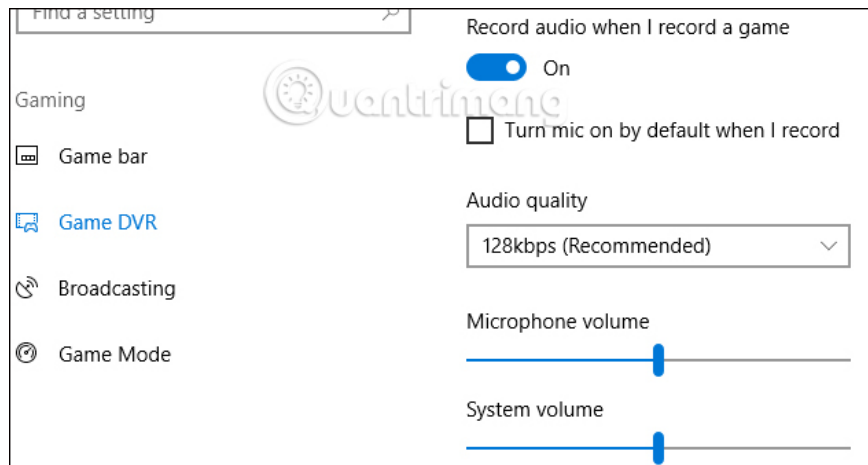 Find a setting
Gaming
Game bar
Game DVR
Broadcasting
Game Mode
Record audio when I record a game
On
Turn mic on by default when I record
Audio quality
128kbps (Recommended)
Microphone volume
System volume
Quantrimang